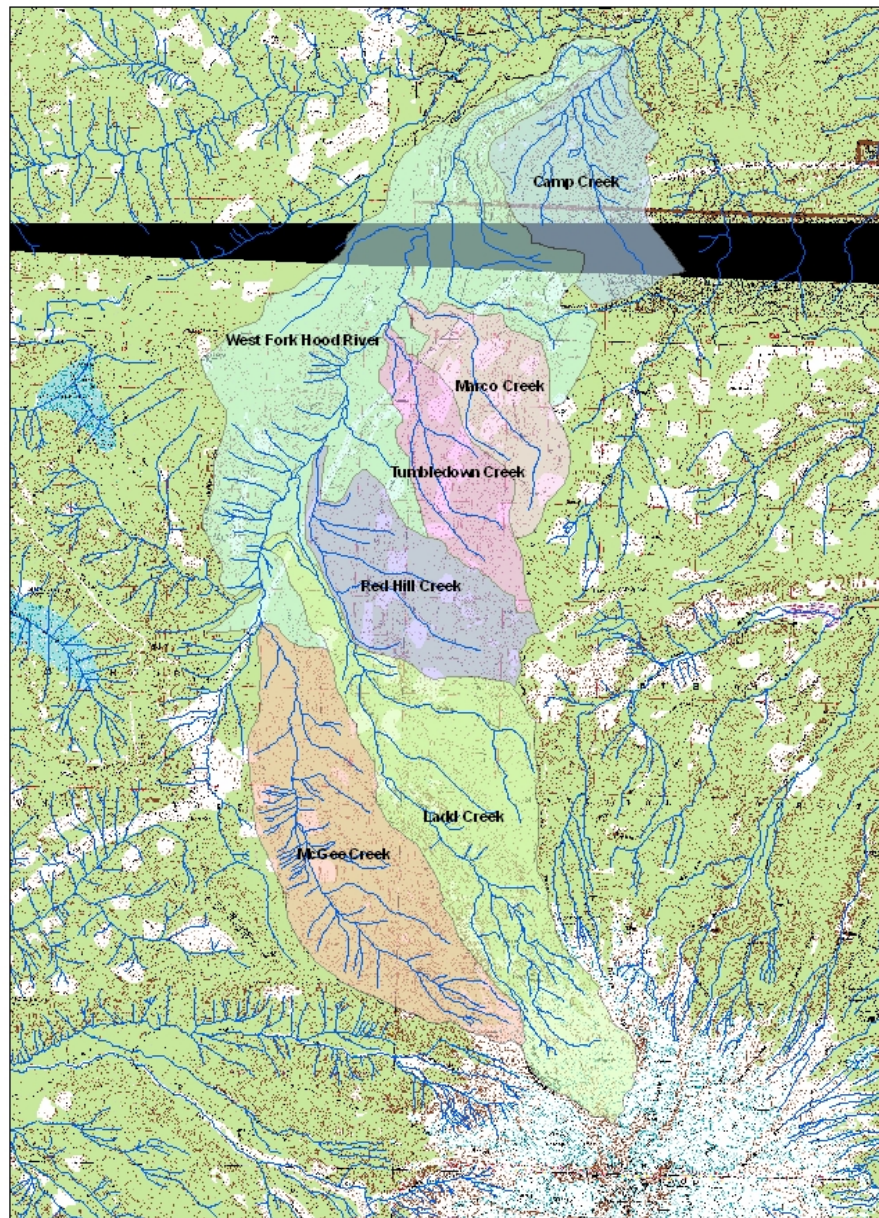 Camp Creek
West Fork Hood River
Marco Creek
Tumbledown Creek
Red Hill Creek
Ladd Creek
McGee Creek